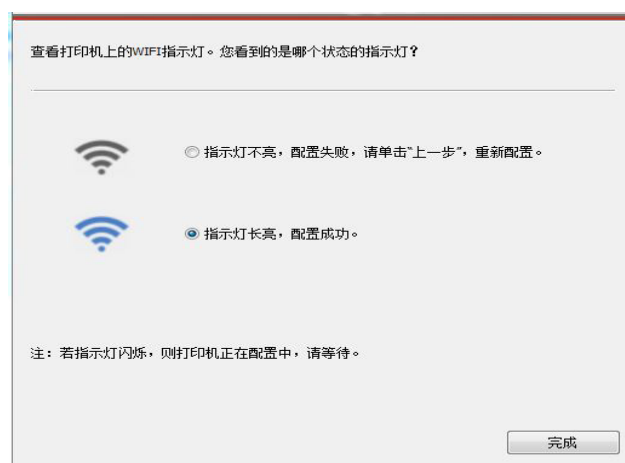 查看打印机上的WIFI指示灯。您看到的是哪个状态的指示灯?
指示灯不亮，配置失败，请单击“上一步”，重新配置。
指示灯长亮，配置成功。
注：若指示灯闪烁，则打印机正在配置中，请等待。
完成